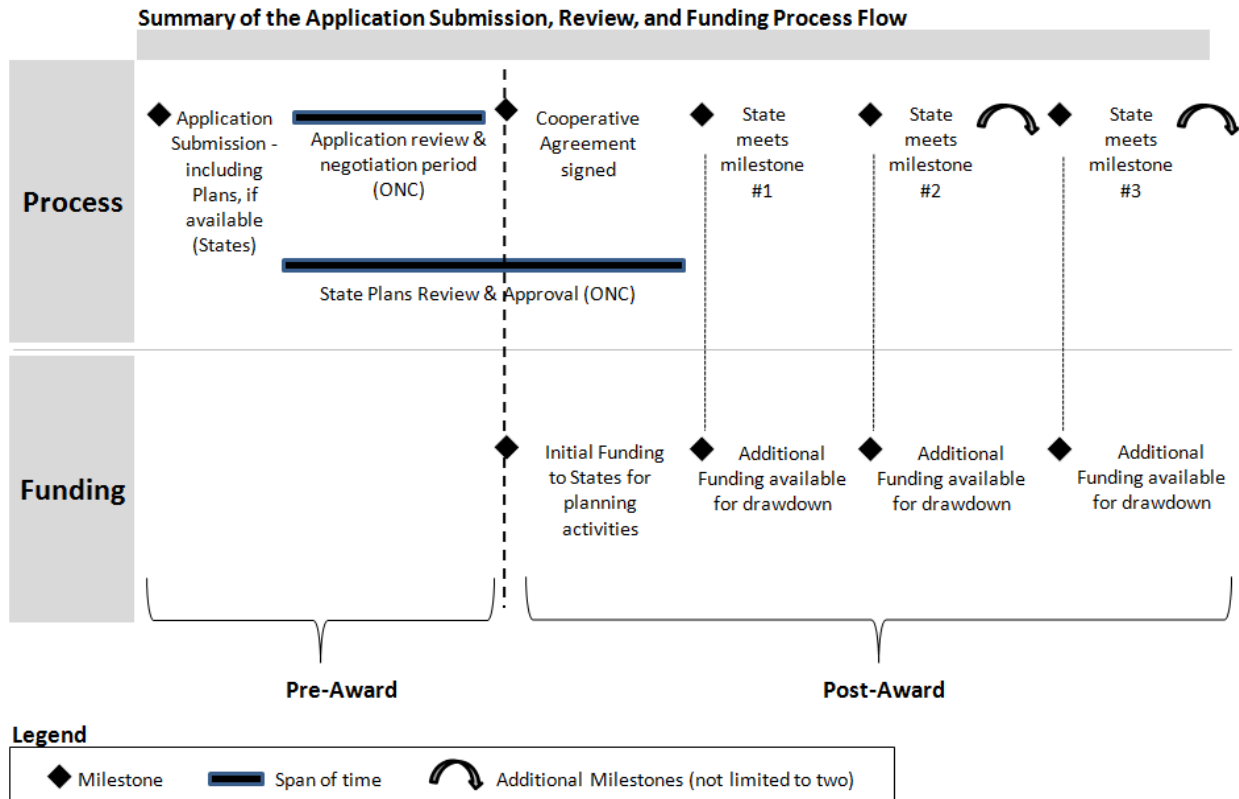 Summary of the Application Submission, Review, and Funding Process Flow
Process
Application
Submission -
including
Plans, if
available
(States)
Application review &
negotiation period
(ONC)
State Plans Review & Approval (ONC)
Cooperative
Agreement
signed
State
meets
milestone
#1
State
meets
milestone
#2
State
meets
milestone
#3
Funding
Initial Funding
to States for
planning
activities
Additional
Funding available
for drawdown
Additional
Funding available
for drawdown
Additional
Funding available
for drawdown
Pre-Award
Post-Award
Legend
Milestone
Span of time
Additional Milestones (not limited to two)